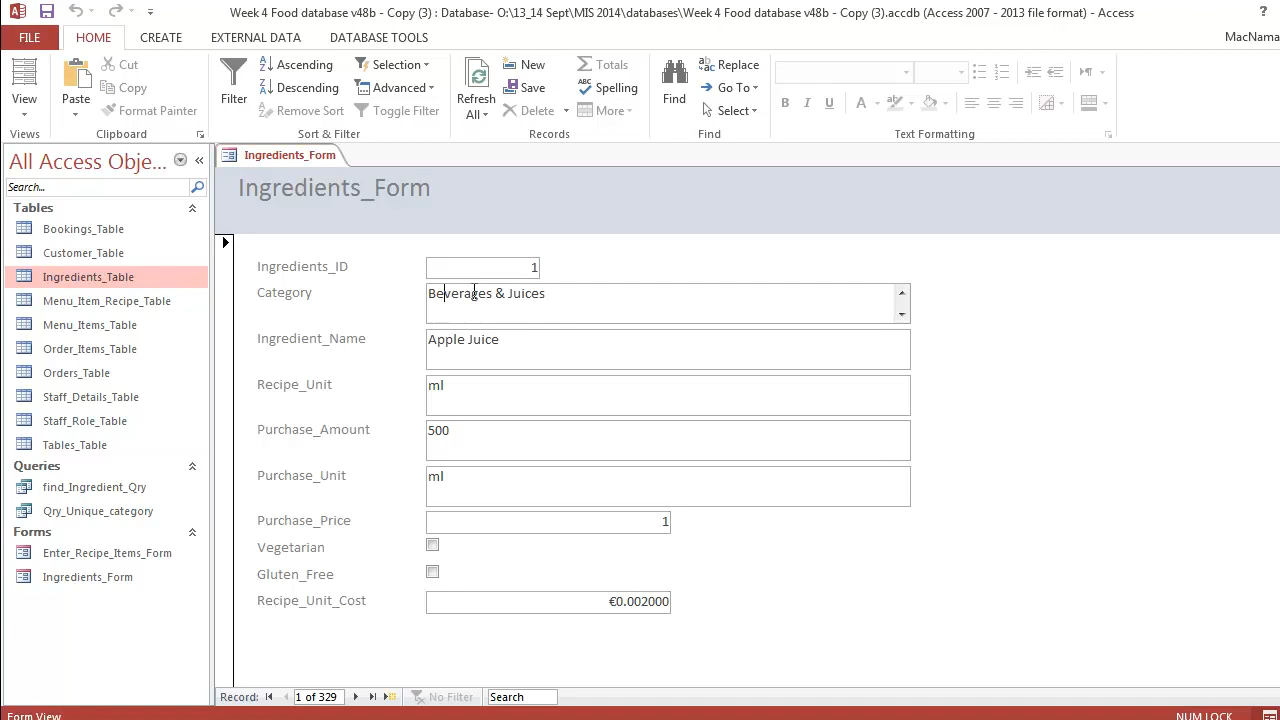 Week 4 Food database v48b - Copy (3) : Database- O:\13_14 Sept\MIS 2014\databases\Week 4 Food database v48b - Copy (3).accdb (Access 2007 - 2013 file format) - Access
?
FILE HOME CREATE EXTERNAL DATA DATABASE TOOLS MacNama
View
Views
Paste
Cut
Copy
Format Painter
Clipboard
Filter
Ascending
Descending
Remove Sort
Selection
Advanced
Toggle Filter
Sort & Filter
Refresh
All
New
Save
Delete
Totals
Spelling
More
Records
Find
Replace
Go To
Select
Find
B I U A
Text Formatting
All Access Obje...
Search...
Tables
Bookings_Table
Customer_Table
Ingredients_Table
Menu_Item_Recipe_Table
Menu_Items_Table
Order_Items_Table
Orders_Table
Staff_Details_Table
Staff_Role_Table
Tables_Table
Queries
find_Ingredient_Qry
Qry_Unique_category
Forms
Enter_Recipe_Items_Form
Ingredients_Form
Ingredients_Form
Ingredients_Form
Ingredients_ID 1
Category Beverages & Juices
Ingredient_Name Apple Juice
Recipe_Unit ml
Purchase_Amount 500
Purchase_Unit ml
Purchase_Price 1
Vegetarian
Gluten_Free
Recipe_Unit_Cost €0.002000
Record: 1 of 329 No Filter Search
Form View NUM LOCK